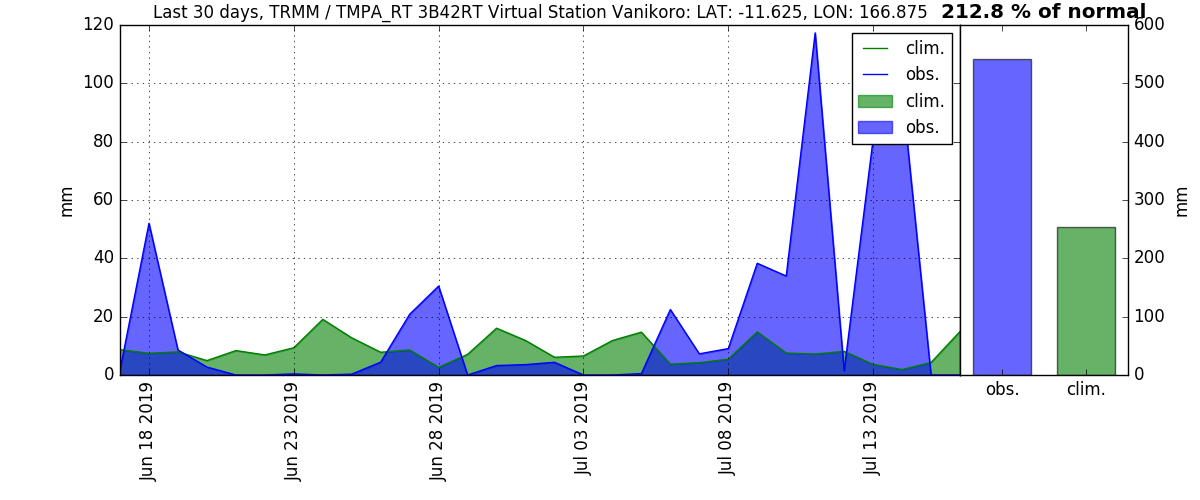 Last 30 days, TRMM / TMPA_RT 3B42RT Virtual Station Vanikoro: LAT: -11.625, LON: 166.875 212.8 % of normal
120
100
80
60
40
20
0
mm
clim.
obs.
clim.
obs.
600
500
400
300
200
100
0
mm
obs.
clim.
Jun 18 2019
Jun 23 2019
Jun 28 2019
Jul 03 2019
Jul 08 2019
Jul 13 2019